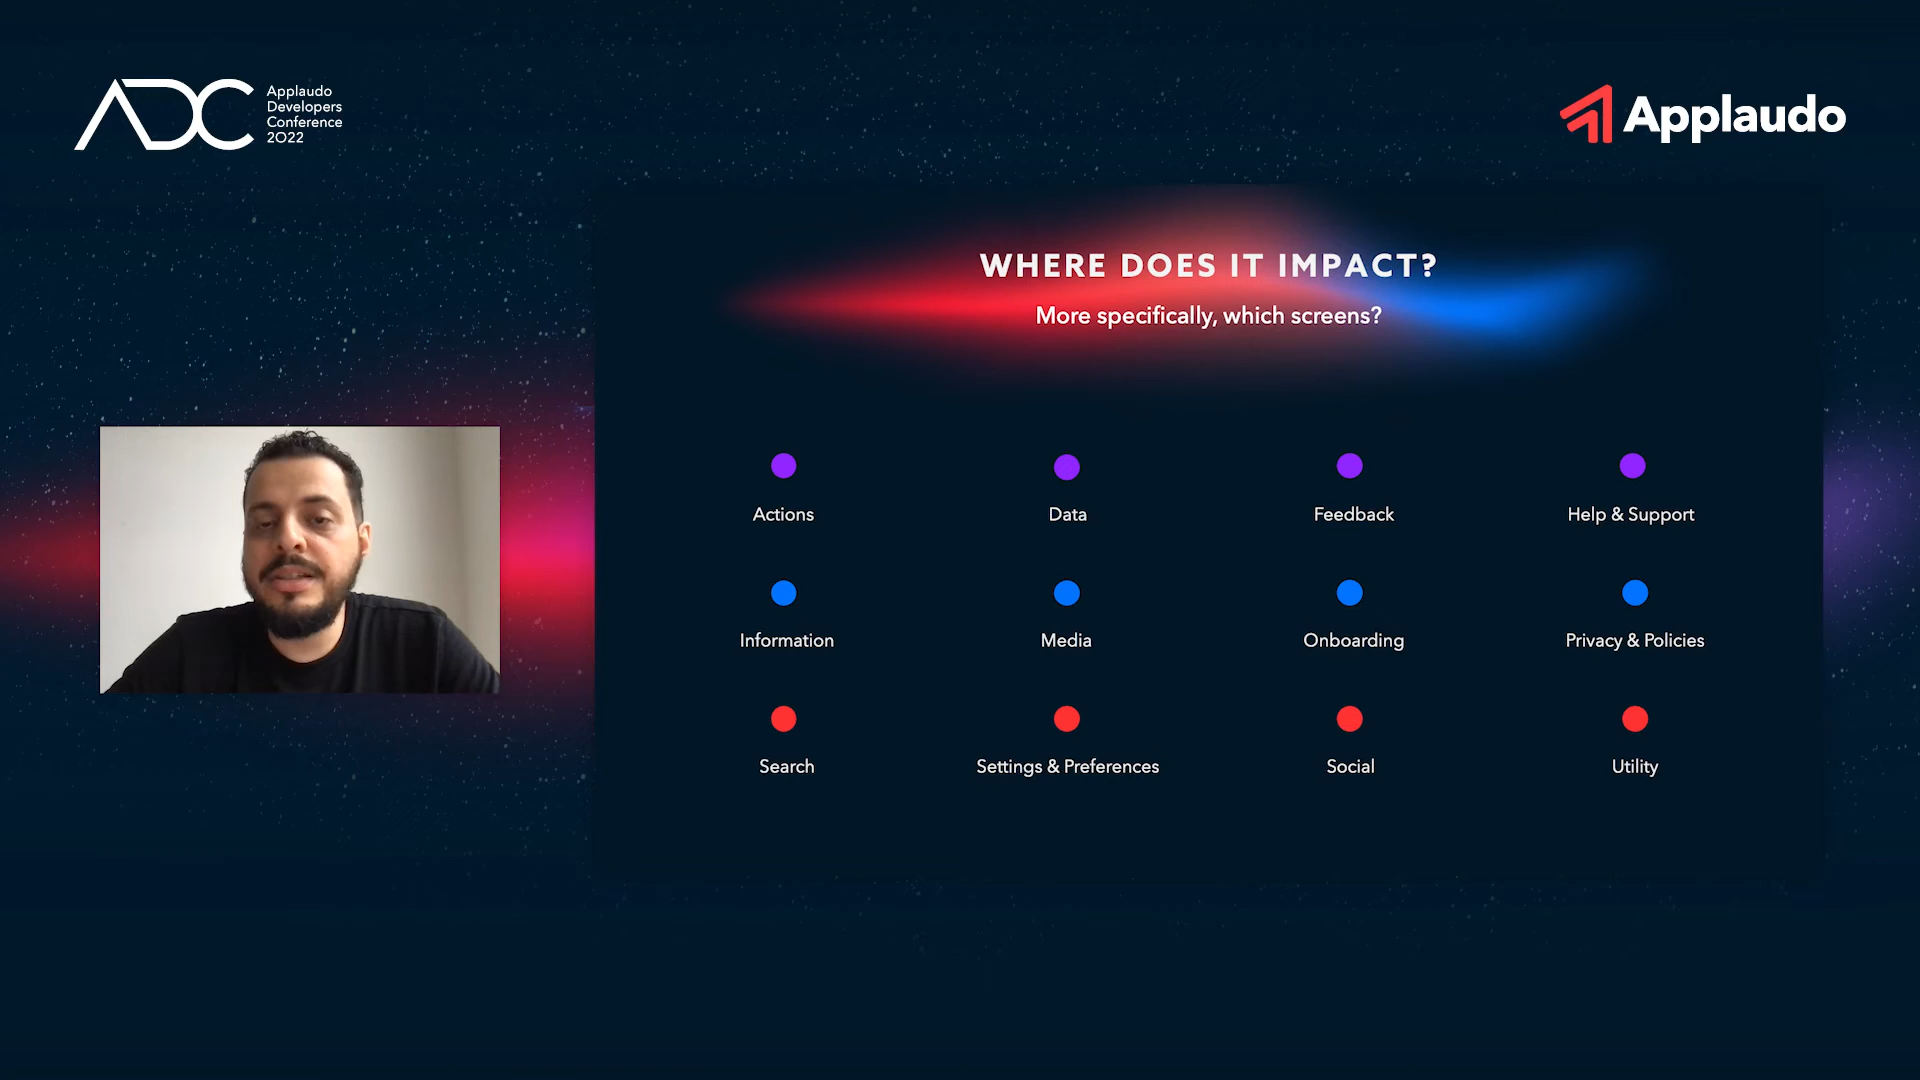 ADC
Applaudo
Developers
Conference
2022
Applaudo
WHERE DOES IT IMPACT?
More specifically, which screens?
Actions
Data
Feedback
Help & Support
Information
Media
Onboarding
Privacy & Policies
Search
Settings & Preferences
Social
Utility